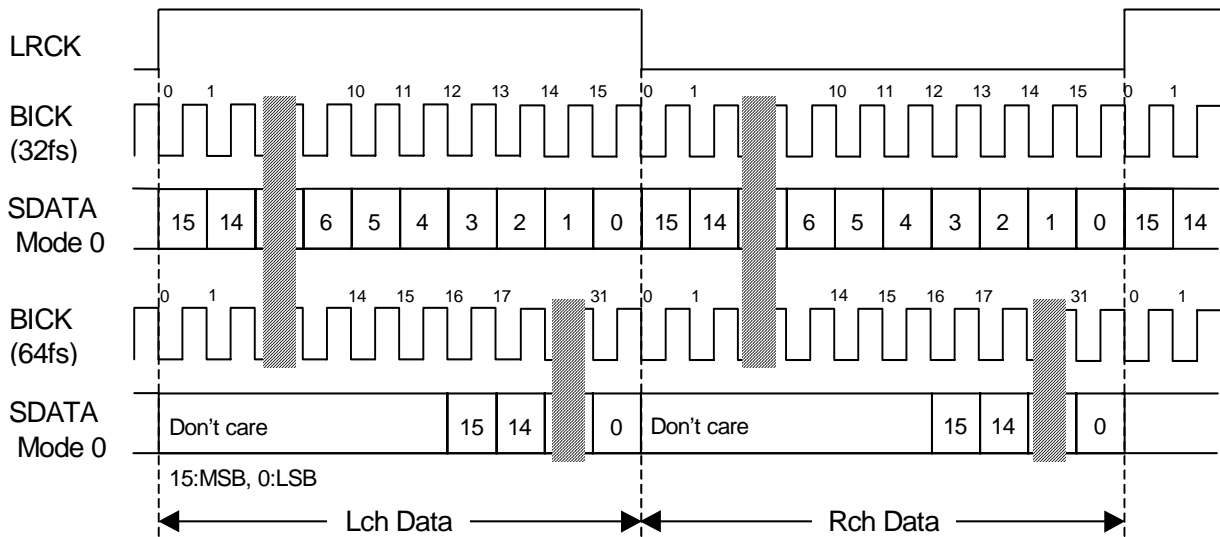 LRCK
0 1 10 11 12 13 14 15 0 1 10 11 12 13 14 15 0 1
BICK
(32fs)
SDATA
Mode 0
15 14 6 5 4 3 2 1 0 15 14 6 5 4 3 2 1 0 15 14
0 1 14 15 16 17 31 0 1 14 15 16 17 31 0 1
BICK
(64fs)
SDATA
Mode 0
Don't care 15 14 0 Don't care 15 14 0
15:MSB, 0:LSB
Lch Data Rch Data